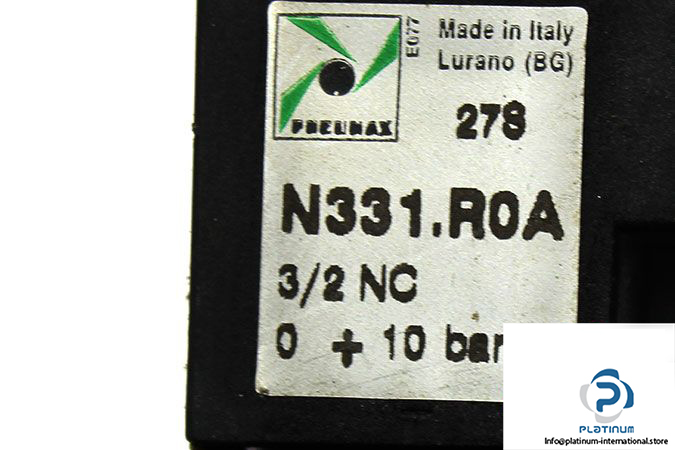 PNEUMAX
E077
Made in Italy
Lurano (BG)
278
N331.R0A
3/2 NC
0 + 10 bar
PLATINUM
Info@platinum-international.store